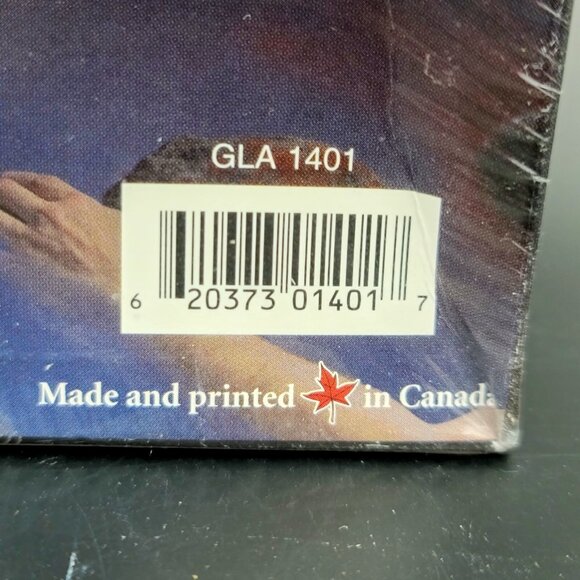 GLA 1401
6 20373 01401 7
Made and printed in Canada